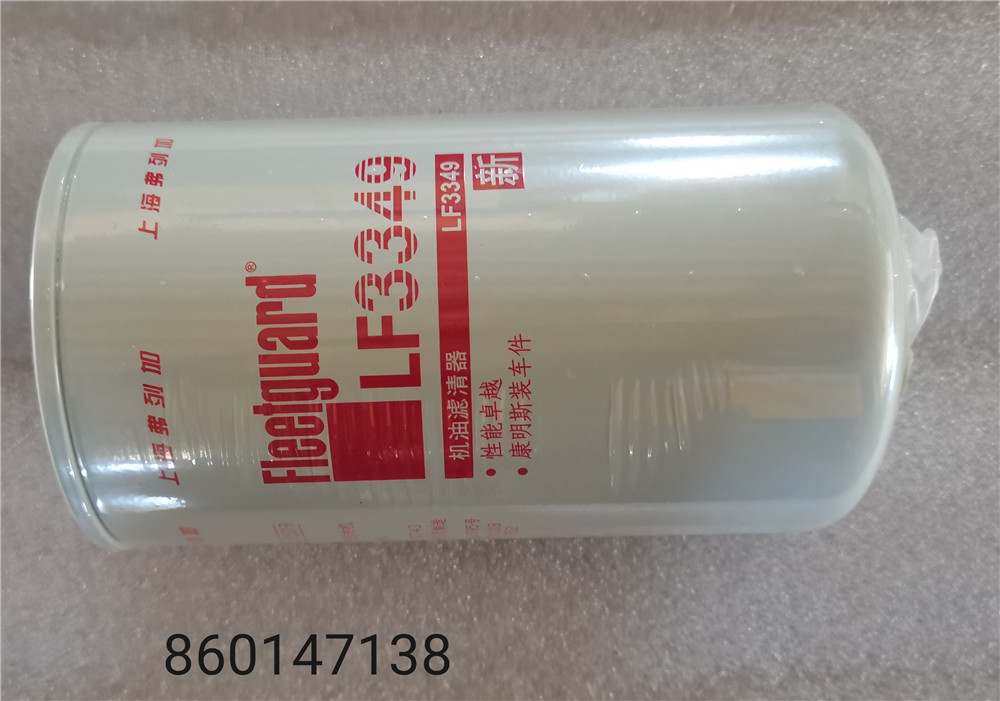 上海弗列加
上海弗列加
Fleetguard®
LF3349
机油滤清器 LF3349
新
• 性能卓越
• 康明斯装车件
860147138